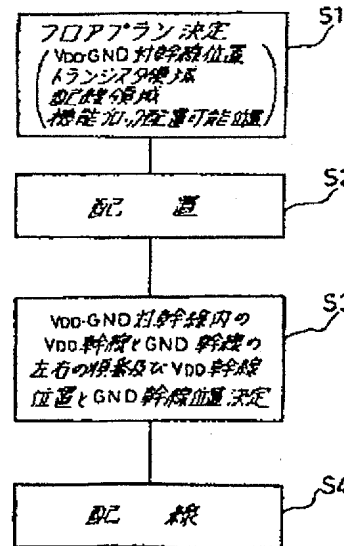 S1
フロアプラン決定
VDD-GND対幹線位置
トランジスタ領域
配線領域
機能ブロック配置可能位置
S2
配 置
S3
VDD-GND対幹線内の
VDD幹線とGND幹線の
左右の順番及びVDD幹線
位置とGND幹線位置決定
S4
配 線